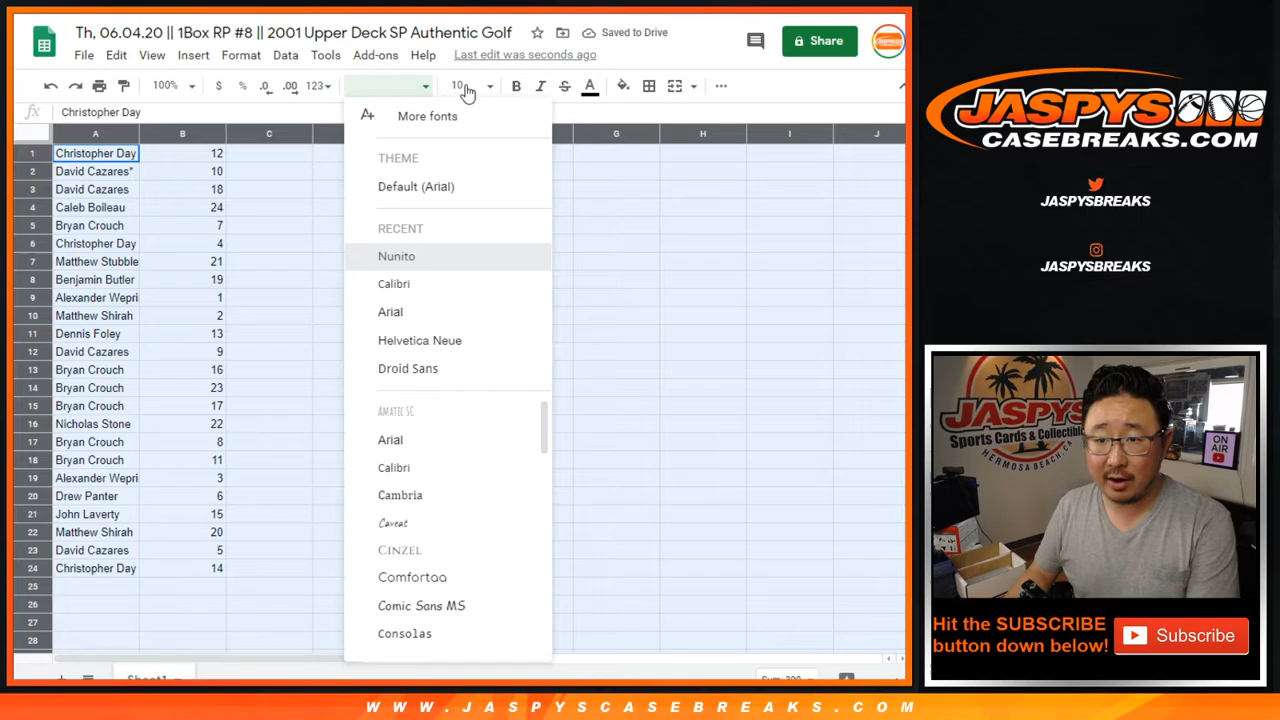 Th, 06.04.20 || 1Box RP #8 || 2001 Upper Deck SP Authentic Golf
Saved to Drive
Share
File Edit View Insert Format Data Tools Add-ons Help Last edit was seconds ago
100% $ % .0 .00 123 10 B I S A
fx Christopher Day
A B C G H I J
1 Christopher Day 12
2 David Cazares* 10
3 David Cazares 18
4 Caleb Boileau 24
5 Bryan Crouch 7
6 Christopher Day 4
7 Matthew Stubble 21
8 Benjamin Butler 19
9 Alexander Wepri 1
10 Matthew Shirah 2
11 Dennis Foley 13
12 David Cazares 9
13 Bryan Crouch 16
14 Bryan Crouch 23
15 Bryan Crouch 17
16 Nicholas Stone 22
17 Bryan Crouch 8
18 Bryan Crouch 11
19 Alexander Wepri 3
20 Drew Panter 6
21 John Laverty 15
22 Matthew Shirah 20
23 David Cazares 5
24 Christopher Day 14
25
26
27
28
More fonts
THEME
Default (Arial)
RECENT
Nunito
Calibri
Arial
Helvetica Neue
Droid Sans
AMATIC SC
Arial
Calibri
Cambria
Caveat
CINZEL
Comfortaa
Comic Sans MS
Consolas
Sheet1
Sum: 300
JASPYS
CASEBREAKS.COM
JASPYSBREAKS
JASPYSBREAKS
JASPYS
Sports Cards & Collectibles
HERMOSA BEACH, CA
ON
AIR
Hit the SUBSCRIBE
button down below!
Subscribe
WWW.JASPYSCASEBREAKS.COM